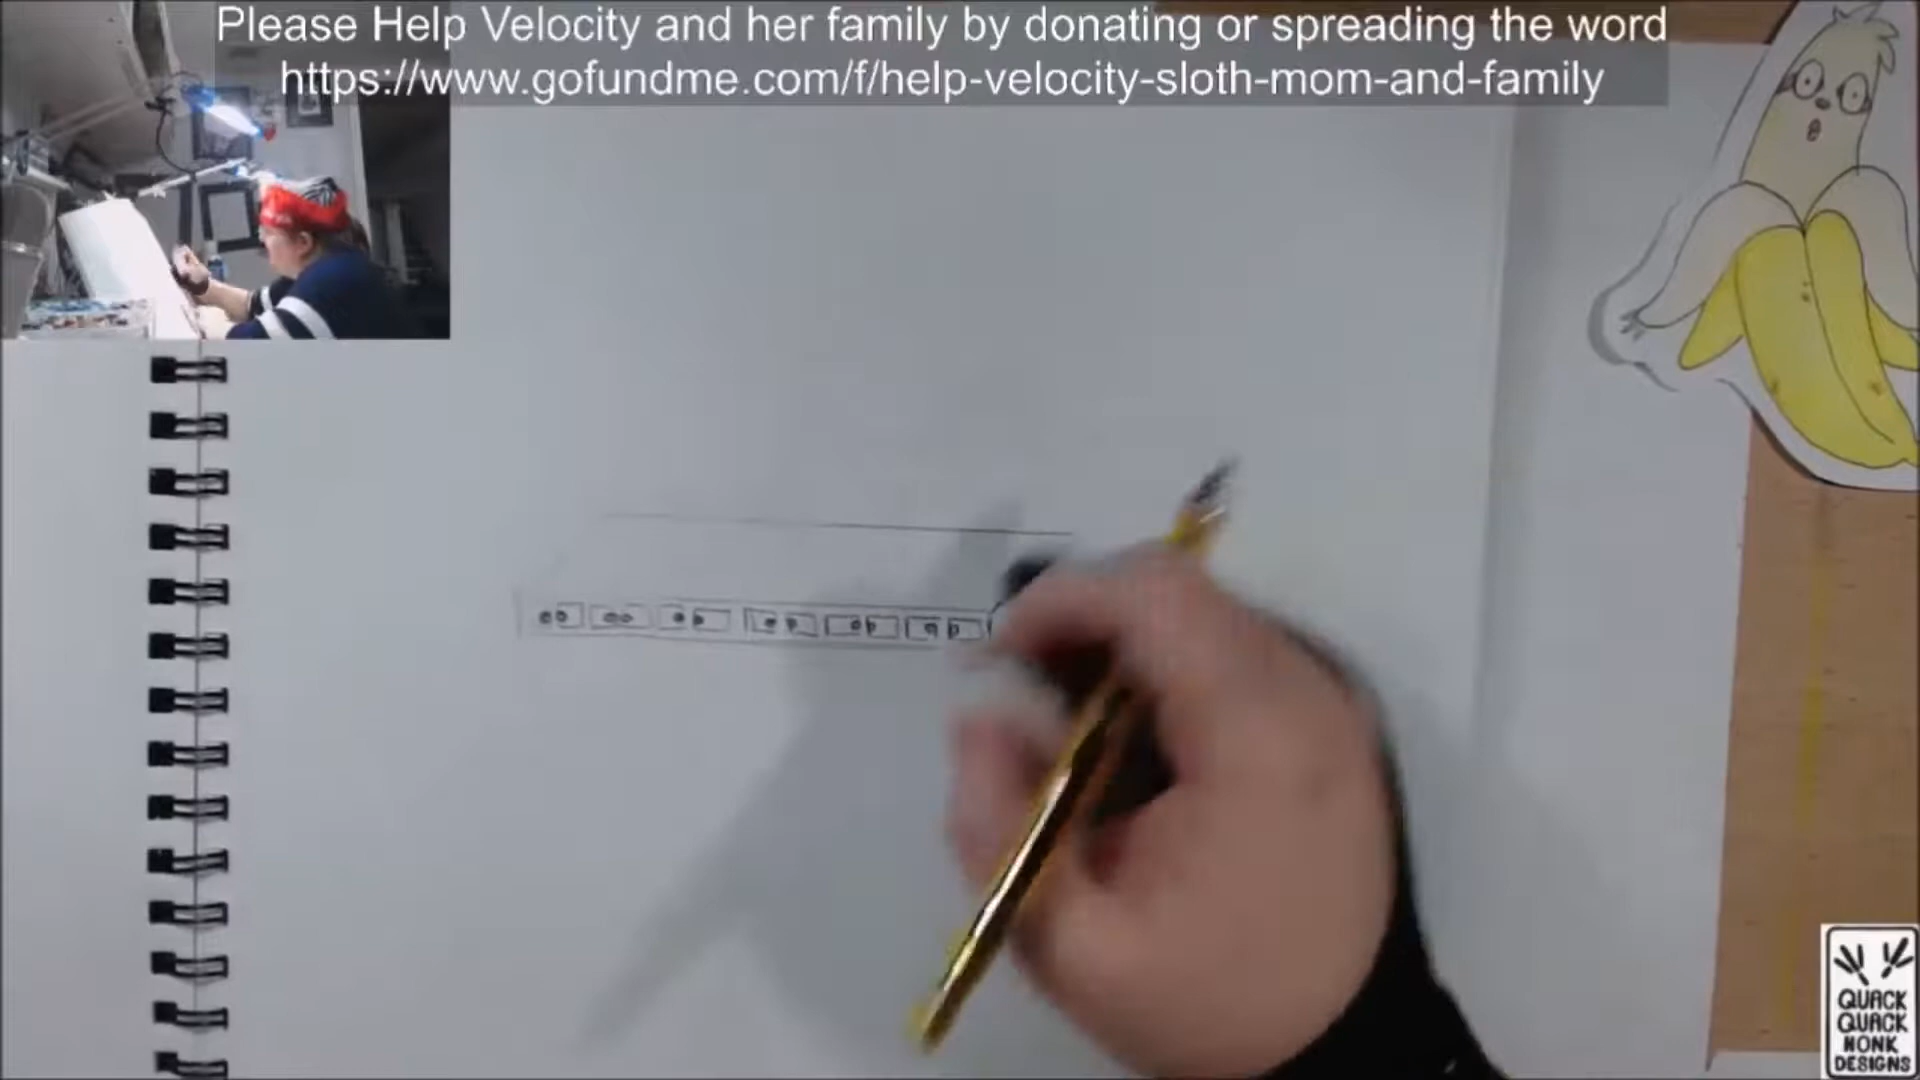 Please Help Velocity and her family by donating or spreading the word
https://www.gofundme.com/f/help-velocity-sloth-mom-and-family
QUACK
QUACK
HONK
DESIGNS